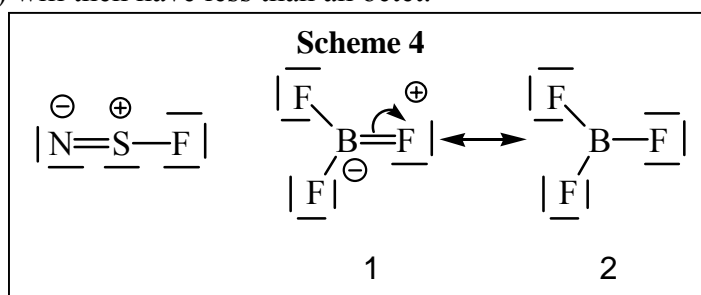 ) will then have less than an octet.
Scheme 4
⊖ ⊕ F ⊕ F
N=S–F B=F ↔ B–F
F ⊖ F
1 2